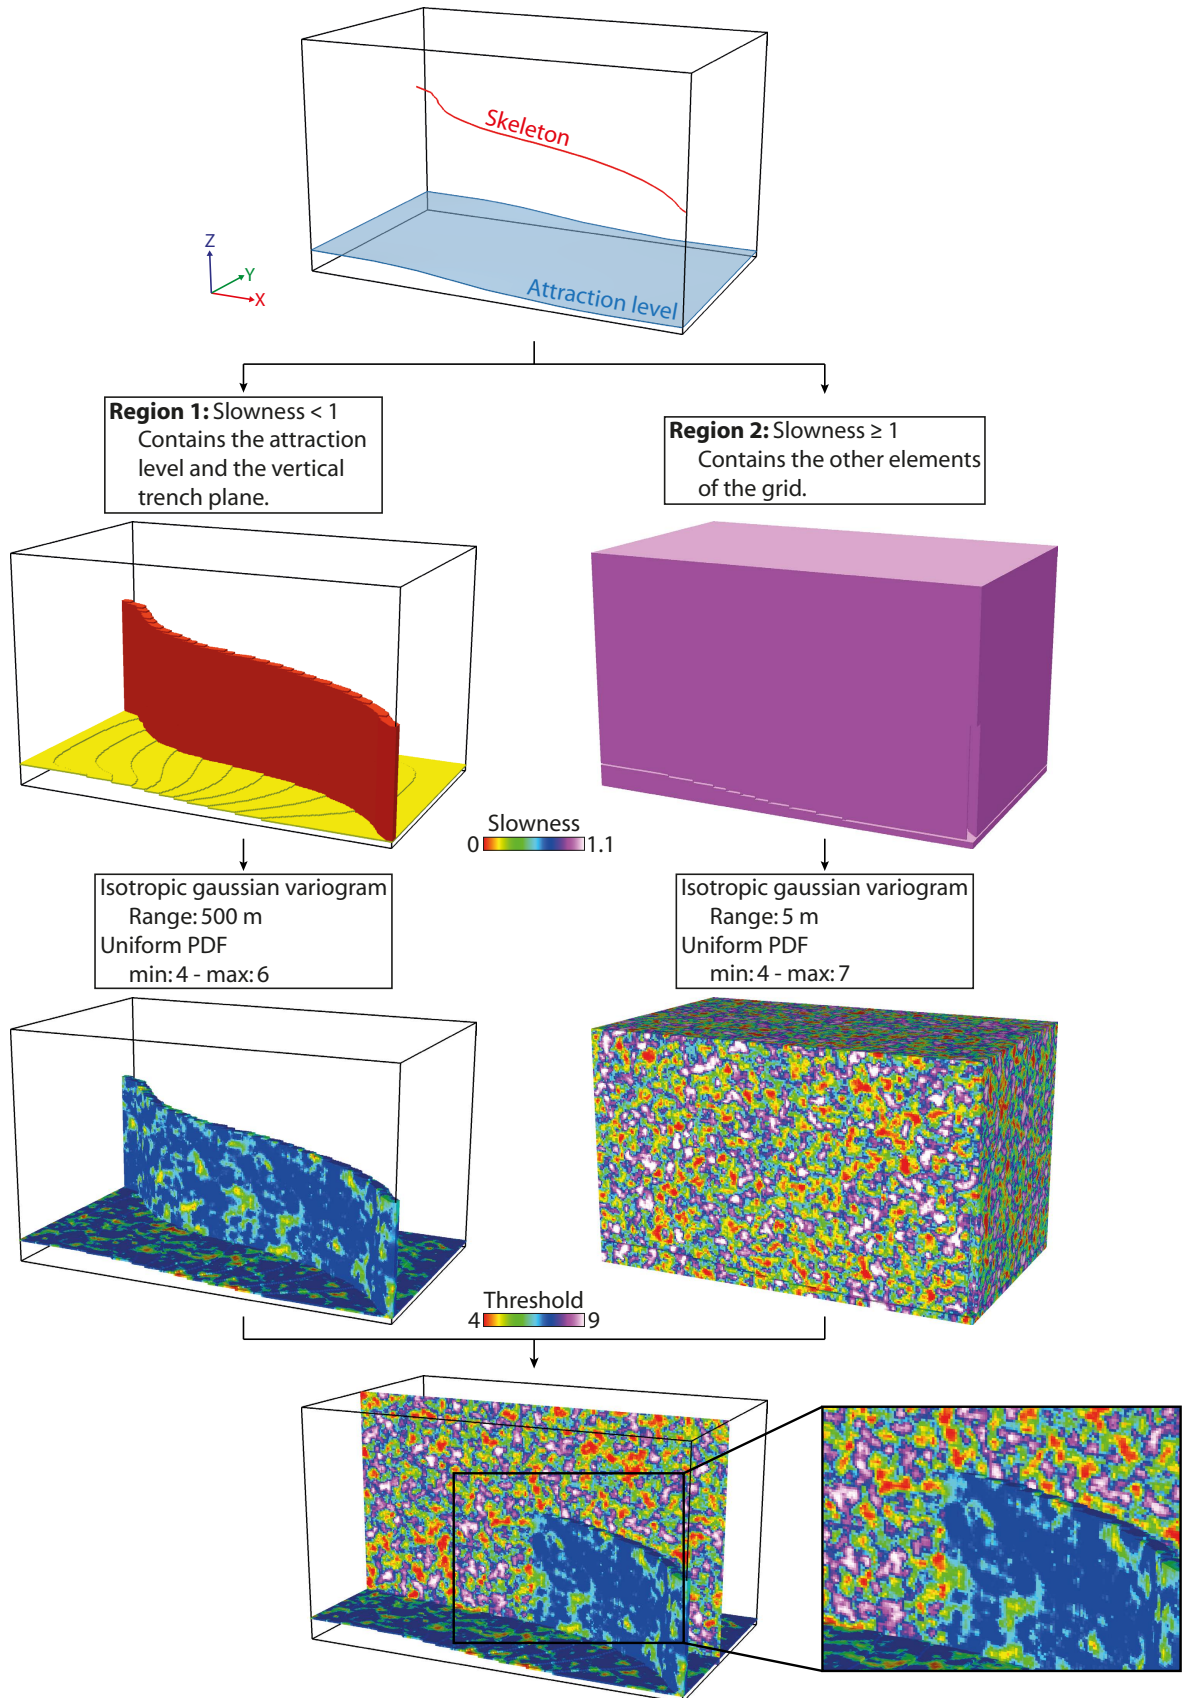 Skeleton
Z
Y
X
Attraction level
Region 1: Slowness < 1
Contains the attraction
level and the vertical
trench plane.
Region 2: Slowness ≥ 1
Contains the other elements
of the grid.
Slowness
0 1.1
Isotropic gaussian variogram
Range: 500 m
Uniform PDF
min: 4 - max: 6
Isotropic gaussian variogram
Range: 5 m
Uniform PDF
min: 4 - max: 7
Threshold
4 9